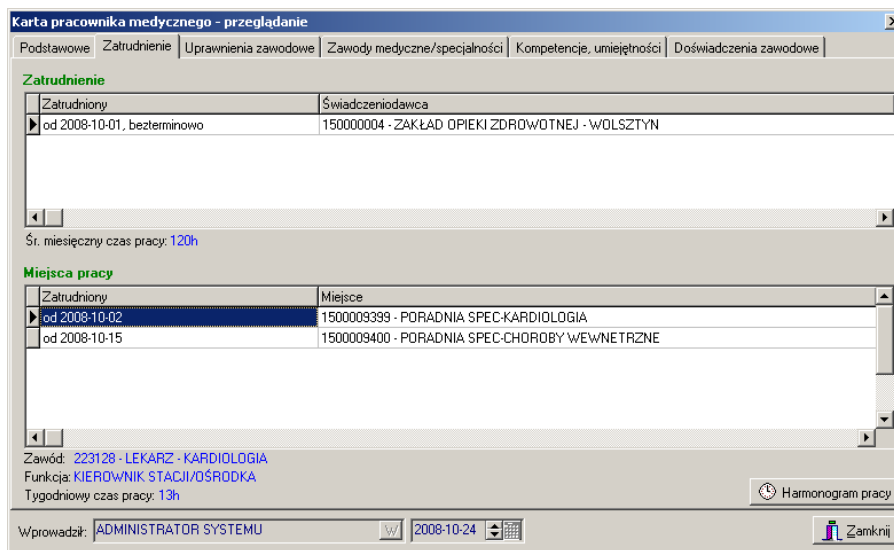 Karta pracownika medycznego - przeglądanie
Podstawowe Zatrudnienie Uprawnienia zawodowe Zawody medyczne/specjalności Kompetencje, umiejętności Doświadczenia zawodowe
Zatrudnienie
Zatrudniony Świadczeniodawca
od 2008-10-01, bezterminowo 150000004 - ZAKŁAD OPIEKI ZDROWOTNEJ - WOLSZTYN
Śr. miesięczny czas pracy: 120h
Miejsca pracy
Zatrudniony Miejsce
od 2008-10-02 1500009399 - PORADNIA SPEC-KARDIOLOGIA
od 2008-10-15 1500009400 - PORADNIA SPEC-CHOROBY WEWNETRZNE
Zawód: 223128 - LEKARZ - KARDIOLOGIA
Funkcja: KIEROWNIK STACJI/OŚRODKA
Tygodniowy czas pracy: 13h
Harmonogram pracy
Wprowadził: ADMINISTRATOR SYSTEMU W 2008-10-24 Zamknij